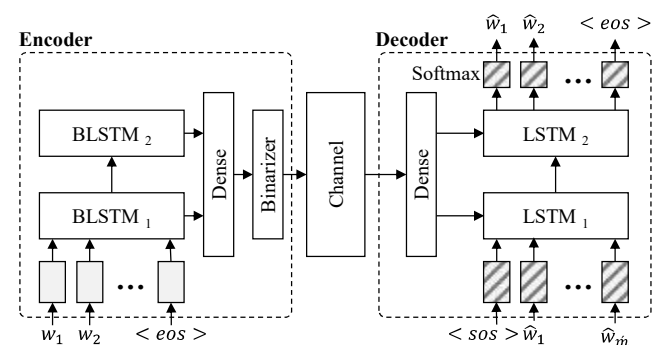 ŵ₁ ŵ₂ < eos >
Encoder Decoder
Softmax
BLSTM ₂ LSTM ₂
Dense Binarizer Channel Dense
BLSTM ₁ LSTM ₁
w₁ w₂ < eos > < sos > ŵ₁ ŵ_ḿ